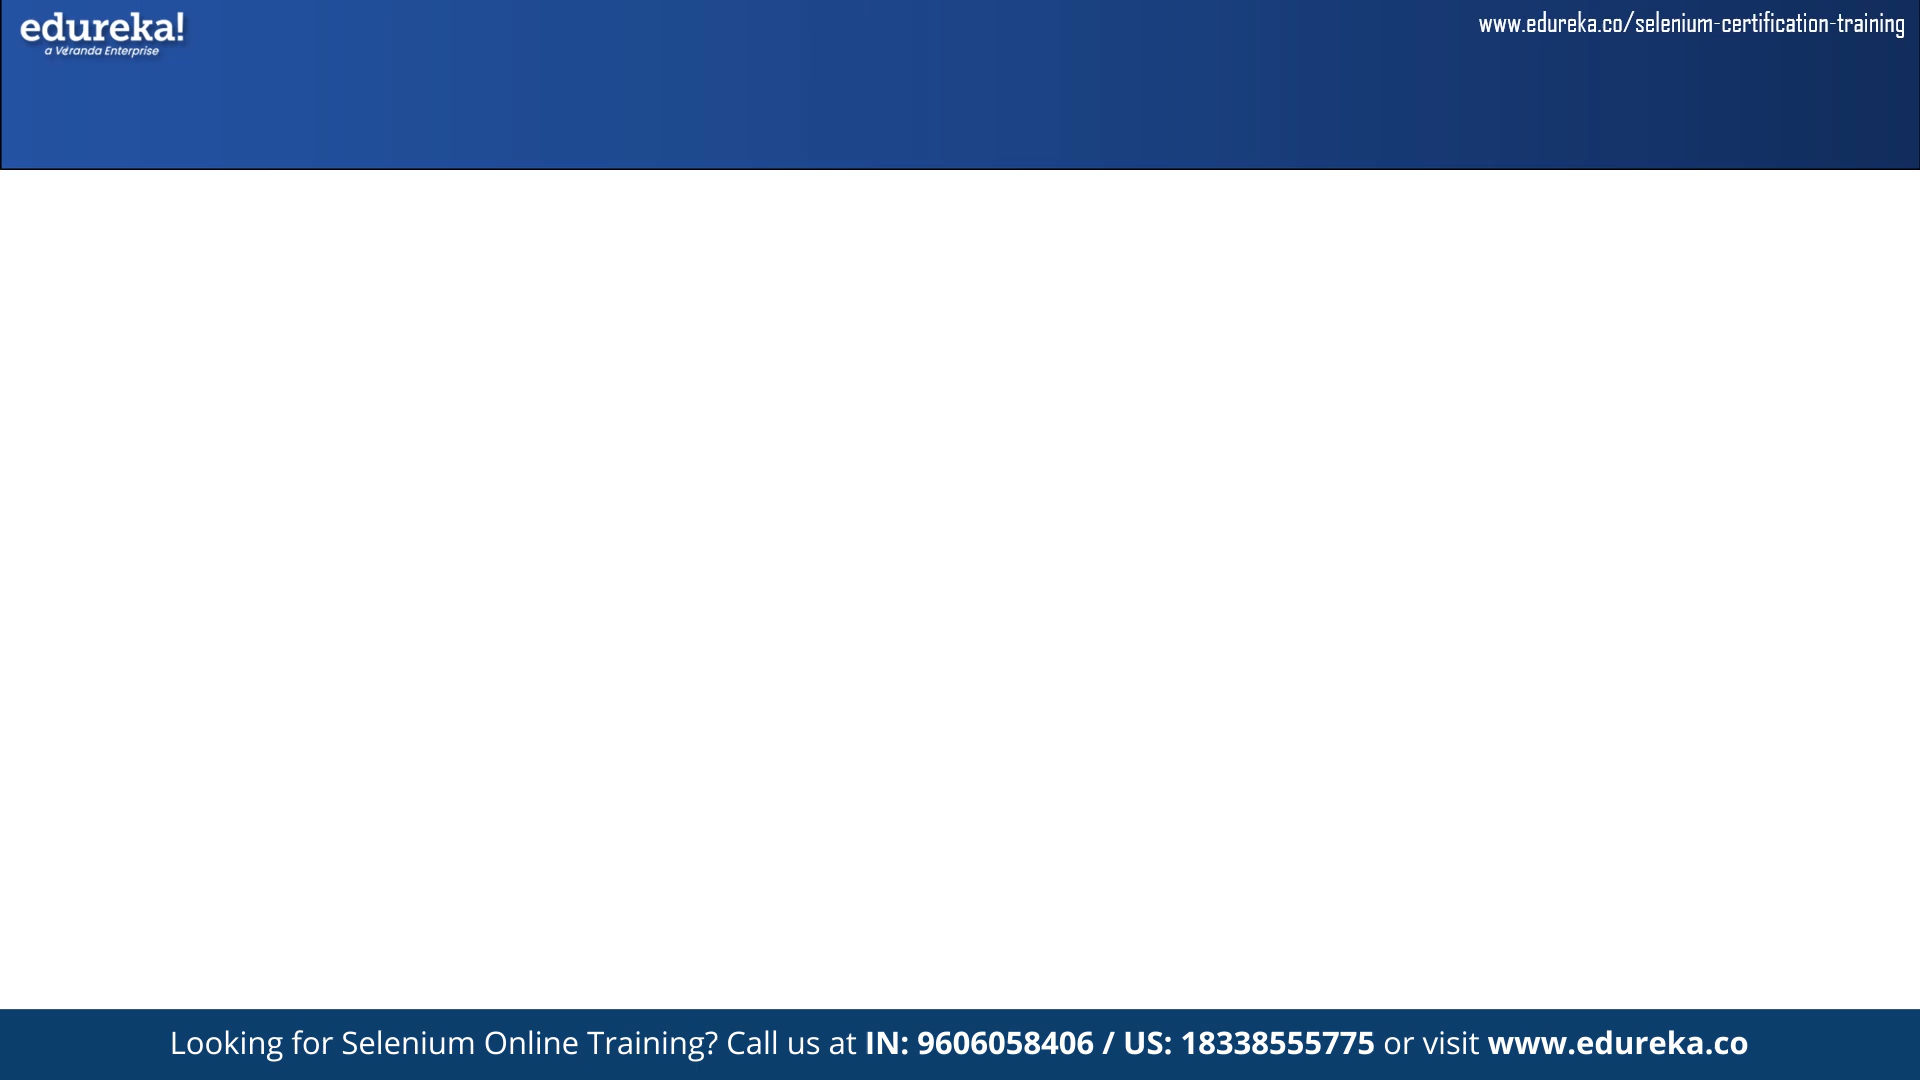 edureka!
a Veranda Enterprise
www.edureka.co/selenium-certification-training
Looking for Selenium Online Training? Call us at IN: 9606058406 / US: 18338555775 or visit www.edureka.co